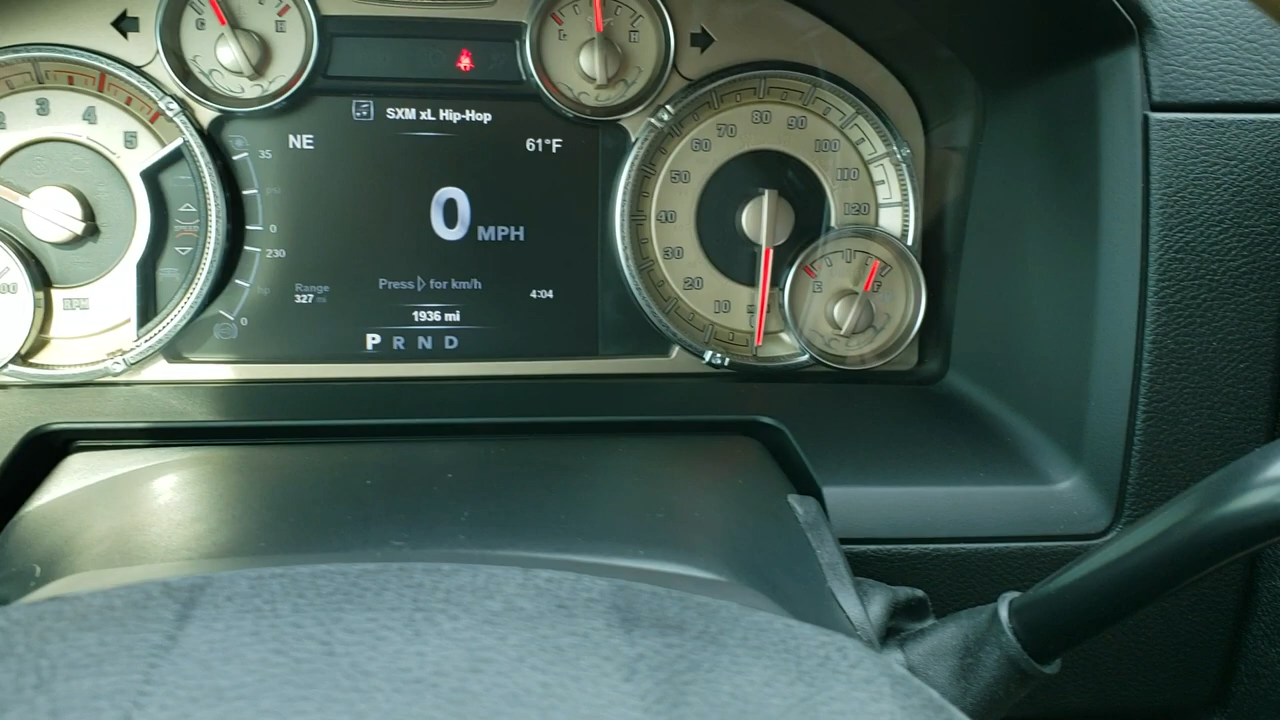 C H
L H
SXM xL Hip-Hop
NE
61°F
35
0
230
0
0 MPH
Range
327 mi
Press ▷ for km/h
4:04
1936 mi
P R N D
2 3 4 5
RPM
10 20 30 40 50 60 70 80 90 100 110 120
E F